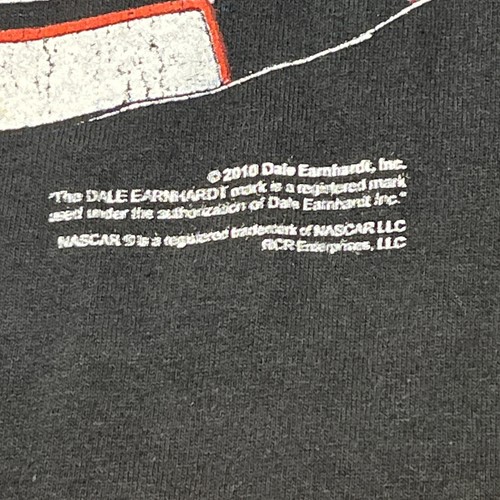 © 2010 Dale Earnhardt, Inc.
"The DALE EARNHARDT mark is a registered mark
used under the authorization of Dale Earnhardt Inc."
NASCAR ® is a registered trademark of NASCAR LLC
RCR Enterprises, LLC